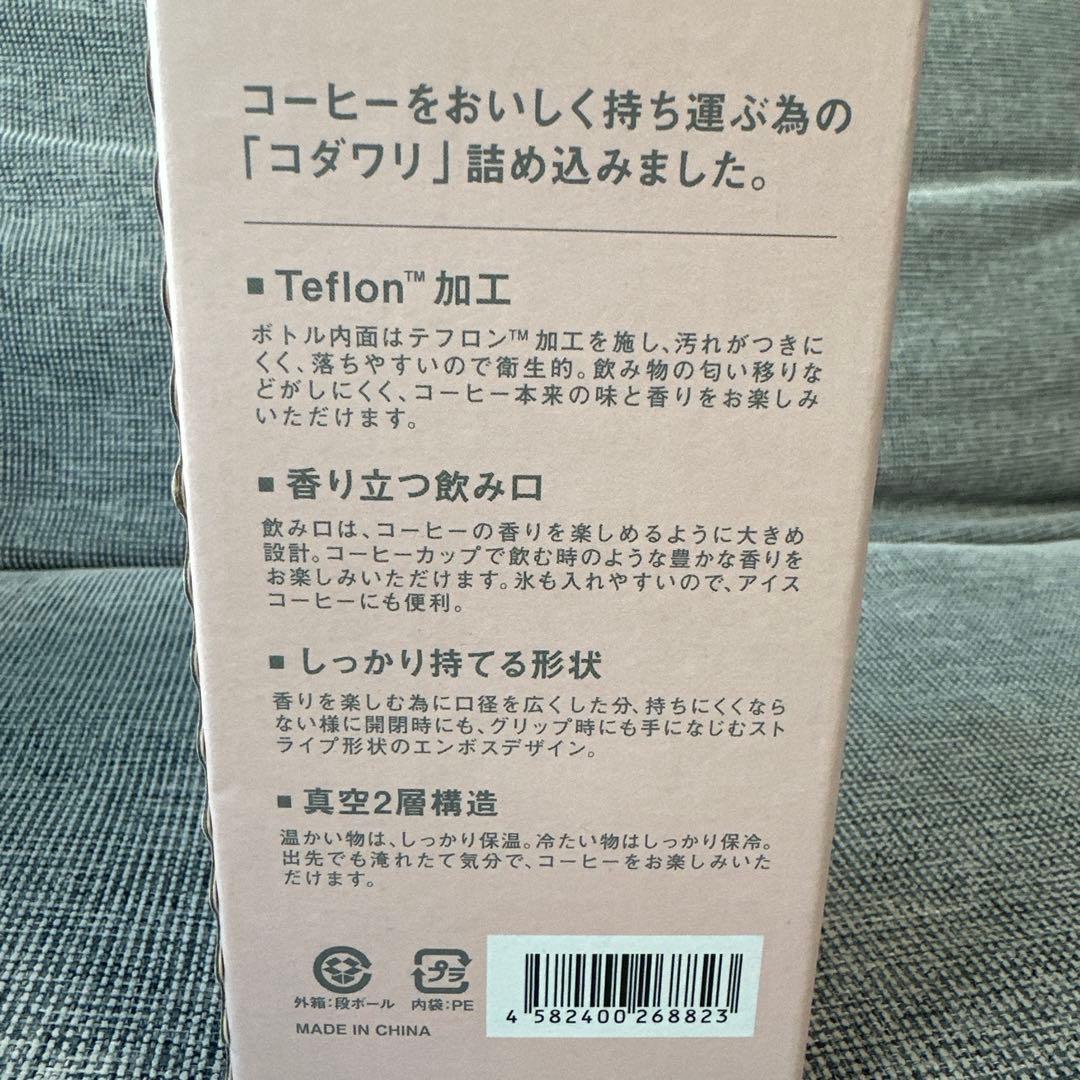 コーヒーをおいしく持ち運ぶ為の
「コダワリ」詰め込みました。
■ Teflon™ 加工
ボトル内面はテフロン™ 加工を施し、汚れがつきに
くく、落ちやすいので衛生的。飲み物の匂い移りな
どがしにくく、コーヒー本来の味と香りをお楽しみ
いただけます。
■ 香り立つ飲み口
飲み口は、コーヒーの香りを楽しめるように大きめ
設計。コーヒーカップで飲む時のような豊かな香りを
お楽しみいただけます。氷も入れやすいので、アイス
コーヒーにも便利。
■ しっかり持てる形状
香りを楽しむ為に口径を広くした分、持ちにくくなら
ない様に開閉時にも、グリップ時にも手になじむスト
ライプ形状のエンボスデザイン。
■ 真空2層構造
温かい物は、しっかり保温。冷たい物はしっかり保冷。
出先でも淹れたて気分で、コーヒーをお楽しみいた
だけます。
プラ
外箱：段ボール 内袋：PE
MADE IN CHINA
4 582400 268823